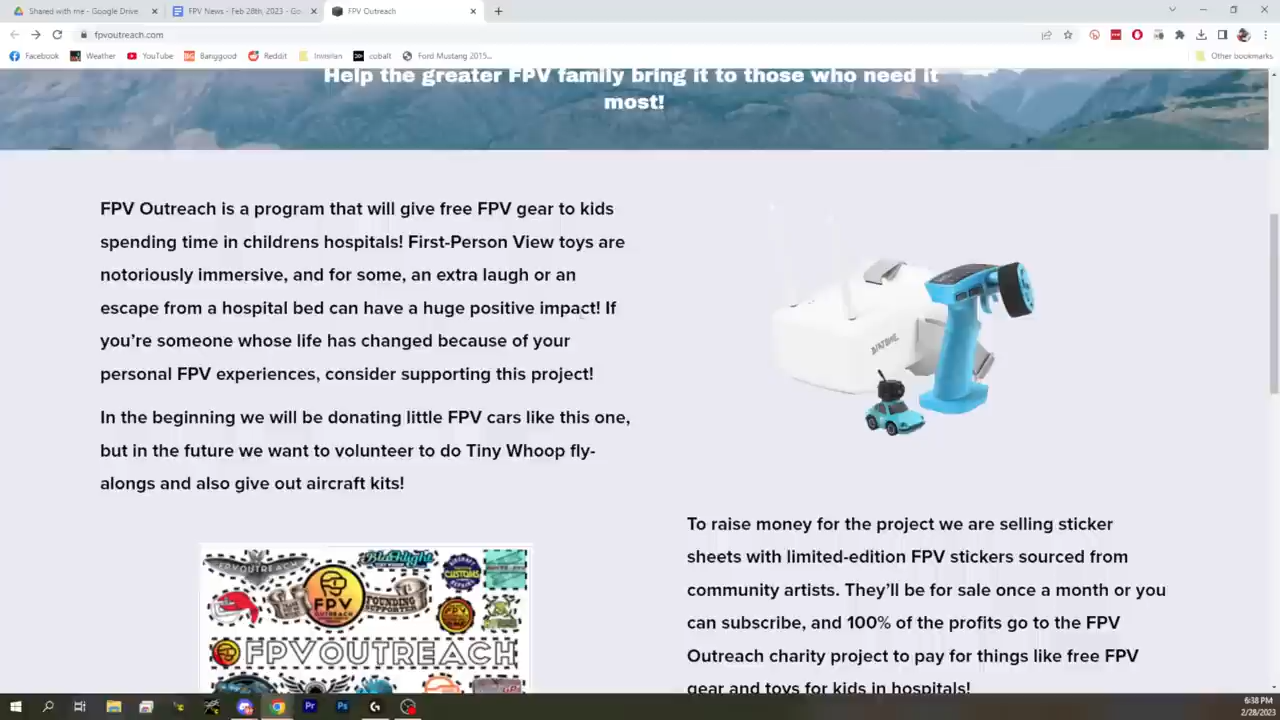 Shared with me - Google Drive
FPV News - Feb 28th, 2023 - Go
FPV Outreach
fpvoutreach.com
Facebook
Weather
YouTube
Banggood
Reddit
Invisilan
cobalt
Ford Mustang 2015...
Other bookmarks
Help the greater FPV family bring it to those who need it
most!
FPV Outreach is a program that will give free FPV gear to kids
spending time in childrens hospitals! First-Person View toys are
notoriously immersive, and for some, an extra laugh or an
escape from a hospital bed can have a huge positive impact! If
you're someone whose life has changed because of your
personal FPV experiences, consider supporting this project!
In the beginning we will be donating little FPV cars like this one,
but in the future we want to volunteer to do Tiny Whoop fly-
alongs and also give out aircraft kits!
To raise money for the project we are selling sticker
sheets with limited-edition FPV stickers sourced from
community artists. They'll be for sale once a month or you
can subscribe, and 100% of the profits go to the FPV
Outreach charity project to pay for things like free FPV
gear and toys for kids in hospitals!
FPVOUTREACH
FPV
OUTREACH
FOUNDING
SUPPORTER
CUSTOMS
FPV
FPVOUTREACH
6:38 PM
2/28/2023